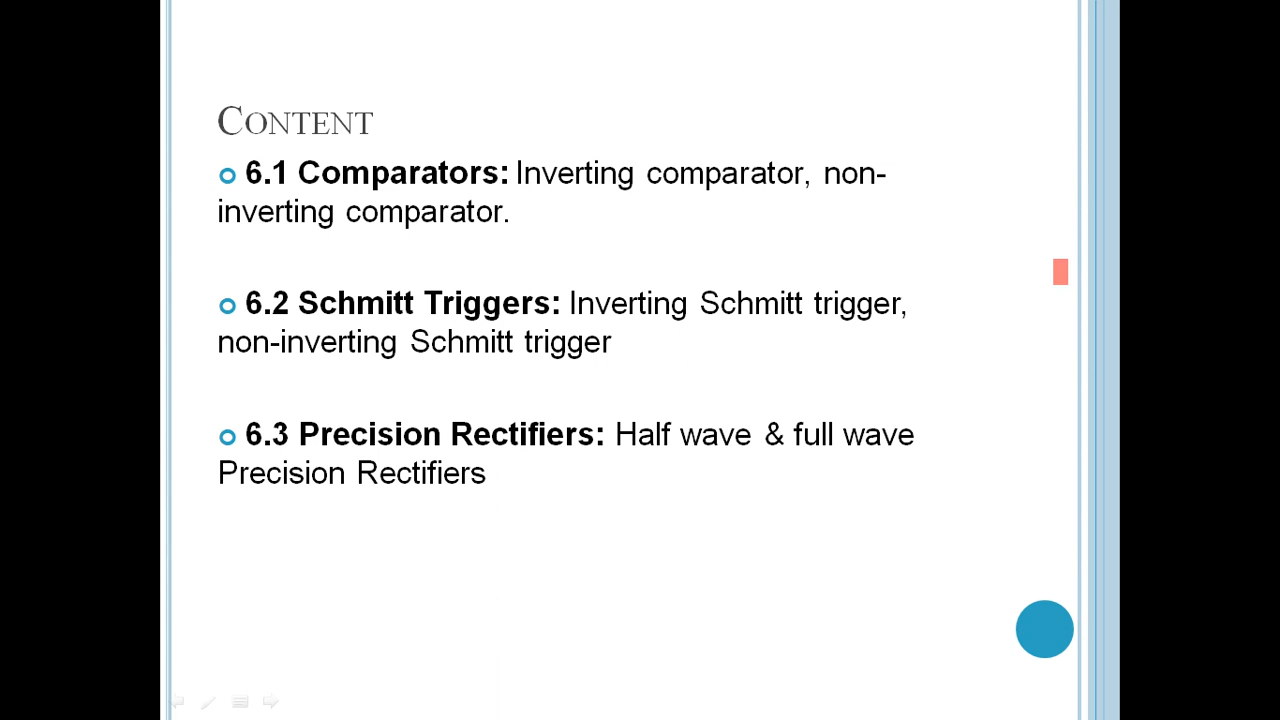 CONTENT
6.1 Comparators: Inverting comparator, non-
inverting comparator.
6.2 Schmitt Triggers: Inverting Schmitt trigger,
non-inverting Schmitt trigger
6.3 Precision Rectifiers: Half wave & full wave
Precision Rectifiers